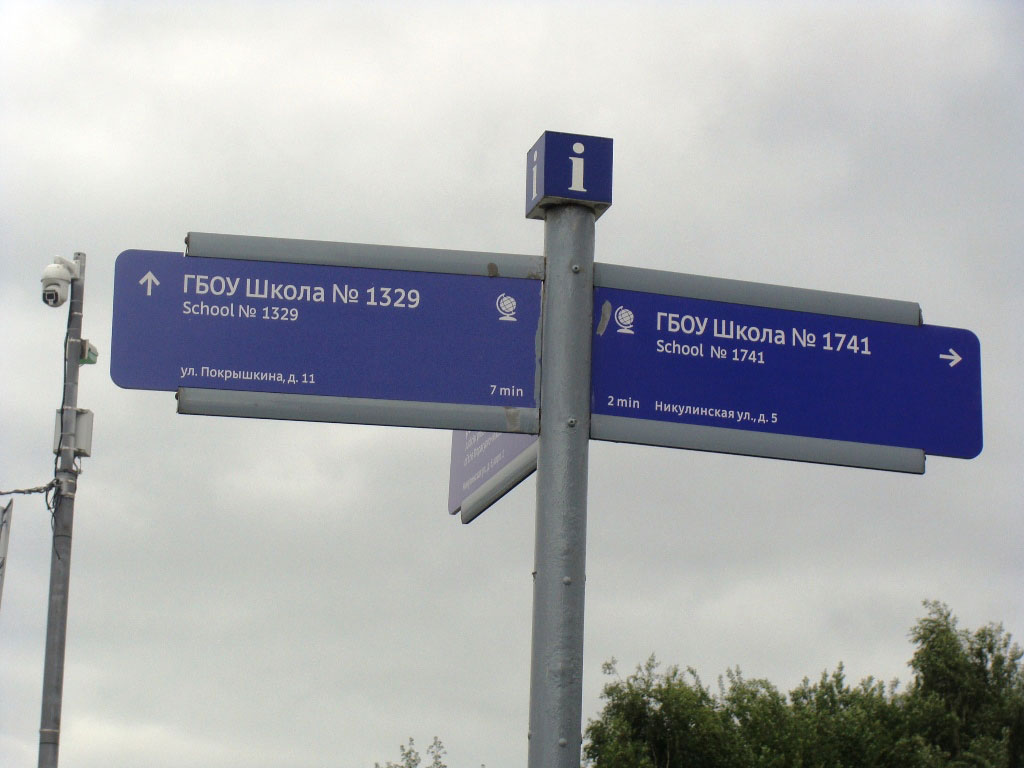 i
i
ГБОУ Школа № 1329
School № 1329
ул. Покрышкина, д. 11
7 min
ГБОУ Школа № 1741
School № 1741
2 min Никулинская ул., д. 5